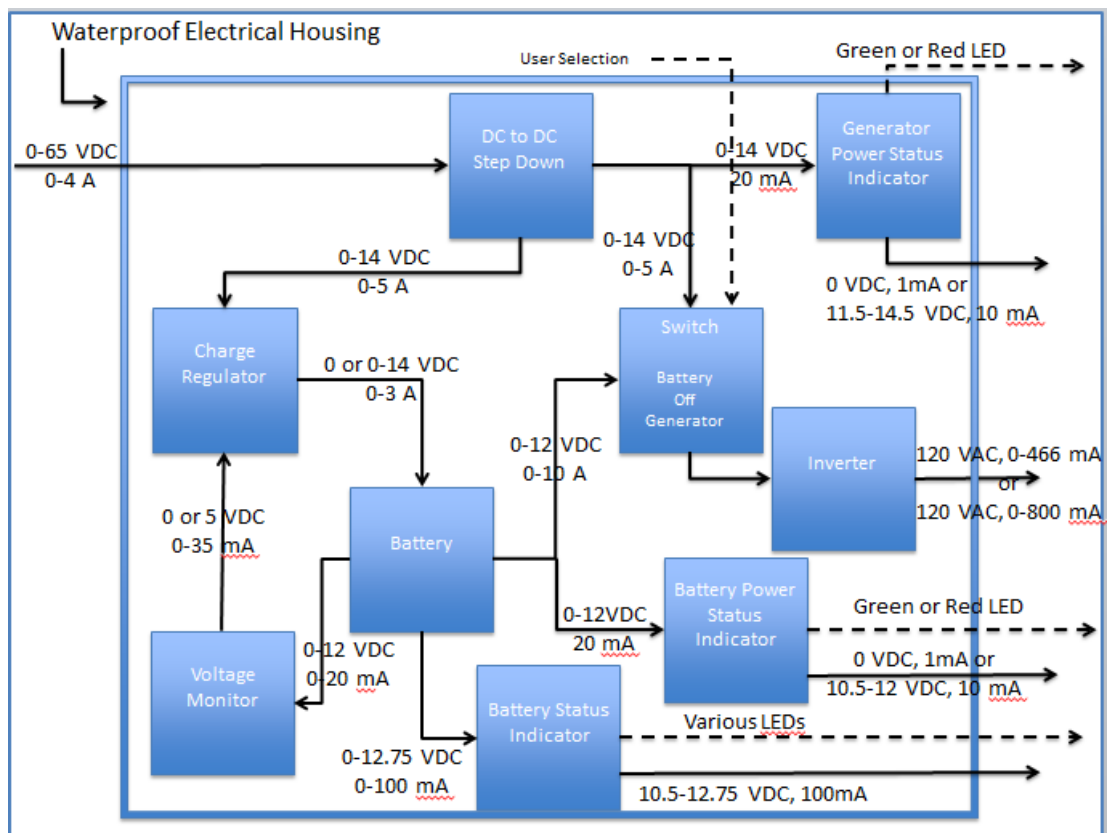 Waterproof Electrical Housing
User Selection
Green or Red LED
0-65 VDC
0-4 A
DC to DC
Step Down
0-14 VDC
20 mA
Generator
Power Status
Indicator
0-14 VDC
0-5 A
0-14 VDC
0-5 A
0 VDC, 1mA or
11.5-14.5 VDC, 10 mA
Charge
Regulator
0 or 0-14 VDC
0-3 A
Switch
Battery
Off
Generator
0-12 VDC
0-10 A
Inverter
120 VAC, 0-466 mA
or
120 VAC, 0-800 mA
0 or 5 VDC
0-35 mA
Battery
Battery Power
Status
Indicator
0-12VDC
20 mA
Green or Red LED
0 VDC, 1mA or
10.5-12 VDC, 10 mA
Voltage
Monitor
0-12 VDC
0-20 mA
Battery Status
Indicator
Various LEDs
0-12.75 VDC
0-100 mA
10.5-12.75 VDC, 100mA